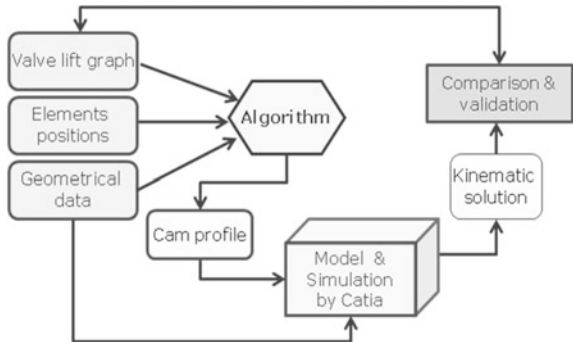 Valve lift graph
Elements
positions
Geometrical
data
Algorithm
Cam profile
Model &
Simulation
by Catia
Kinematic
solution
Comparison &
validation